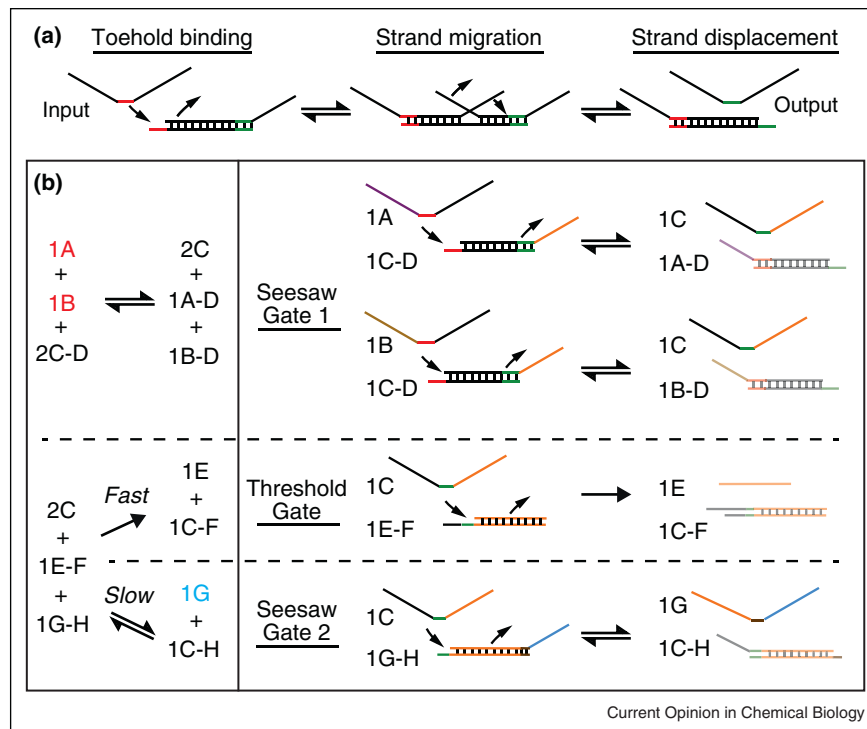 (a)
Toehold binding
Strand migration
Strand displacement
Input
Output
(b)
1A
+
1B
+
2C-D
2C
+
1A-D
+
1B-D
Seesaw
Gate 1
1A
1C-D
1C
1A-D
1B
1C-D
1C
1B-D
2C
+
1E-F
+
1G-H
Fast
1E
+
1C-F
Slow
1G
+
1C-H
Threshold
Gate
1C
1E-F
1E
1C-F
Seesaw
Gate 2
1C
1G-H
1G
1C-H
Current Opinion in Chemical Biology